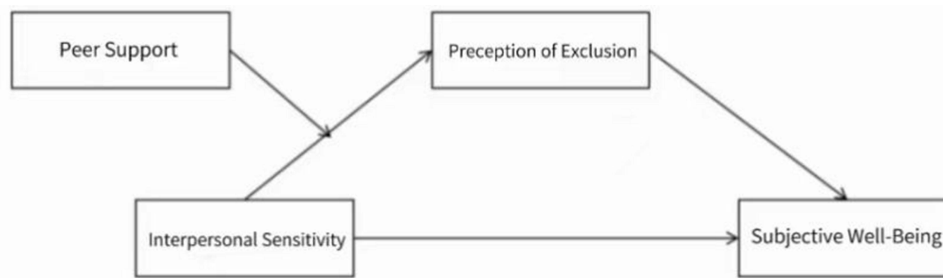 Peer Support
Preception of Exclusion
Interpersonal Sensitivity
Subjective Well-Being